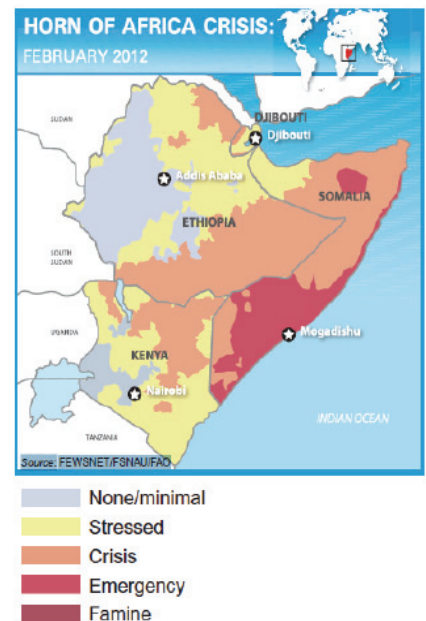 HORN OF AFRICA CRISIS:
FEBRUARY 2012
SUDAN
DJIBOUTI
Djibouti
Addis Ababa
SOMALIA
ETHIOPIA
SOUTH
SUDAN
UGANDA
Mogadishu
KENYA
Nairobi
INDIAN OCEAN
TANZANIA
Source: FEWSNET/FSNAU/FAO
None/minimal
Stressed
Crisis
Emergency
Famine